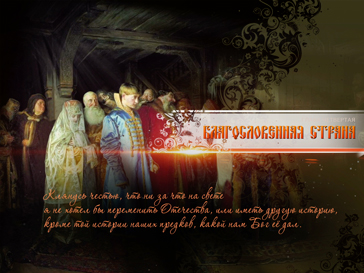 портал
БЛАГОСЛОВЕННАЯ СТРАНА
Клянусь честью, что ни за что на свете
я не хотел бы переменить Отечества, или иметь другую историю,
кроме той истории наших предков, какой нам Бог её дал.